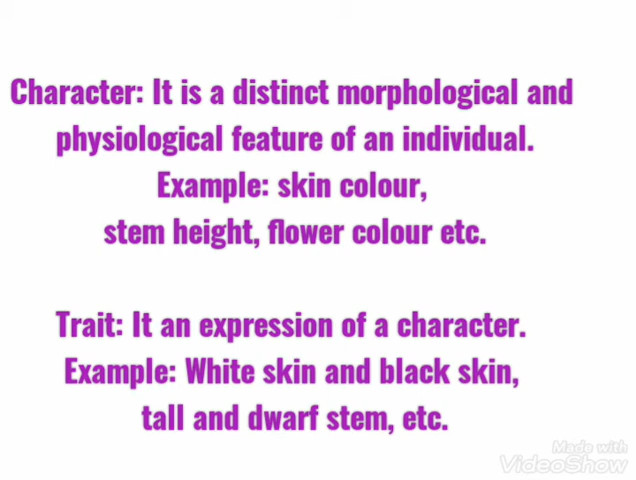 Character: It is a distinct morphological and
physiological feature of an individual.
Example: skin colour,
stem height, flower colour etc.
Trait: It an expression of a character.
Example: White skin and black skin,
tall and dwarf stem, etc.
Made with
VideoShow